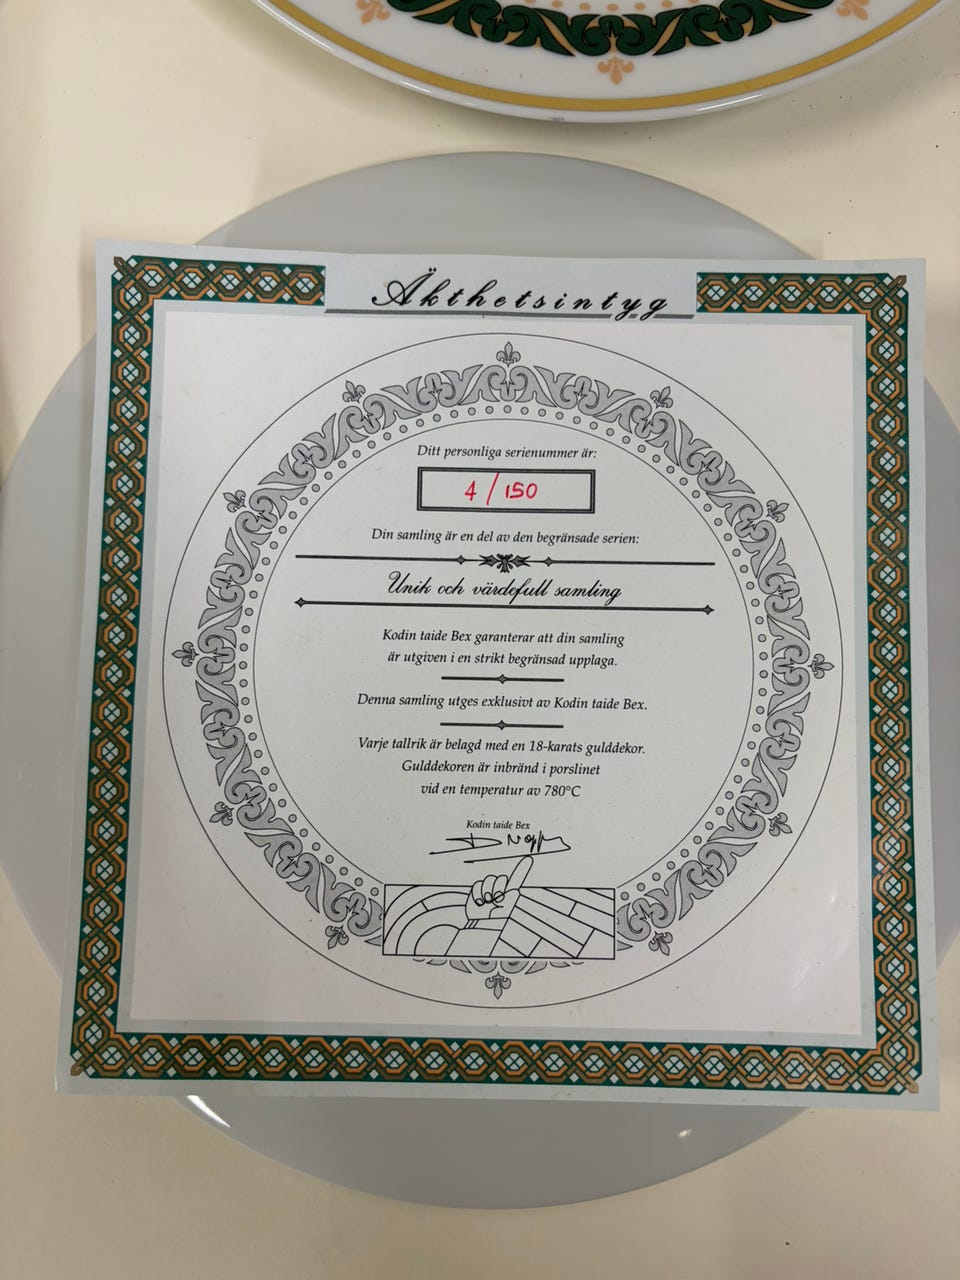 Äkthetsintyg
Ditt personliga serienummer är:
4/150
Din samling är en del av den begränsade serien:
Unik och värdefull samling
Kodin taide Bex garanterar att din samling
är utgiven i en strikt begränsad upplaga.
Denna samling utges exklusivt av Kodin taide Bex.
Varje tallrik är belagd med en 18-karats gulddekor.
Gulddekoren är inbränd i porslinet
vid en temperatur av 780°C
Kodin taide Bex